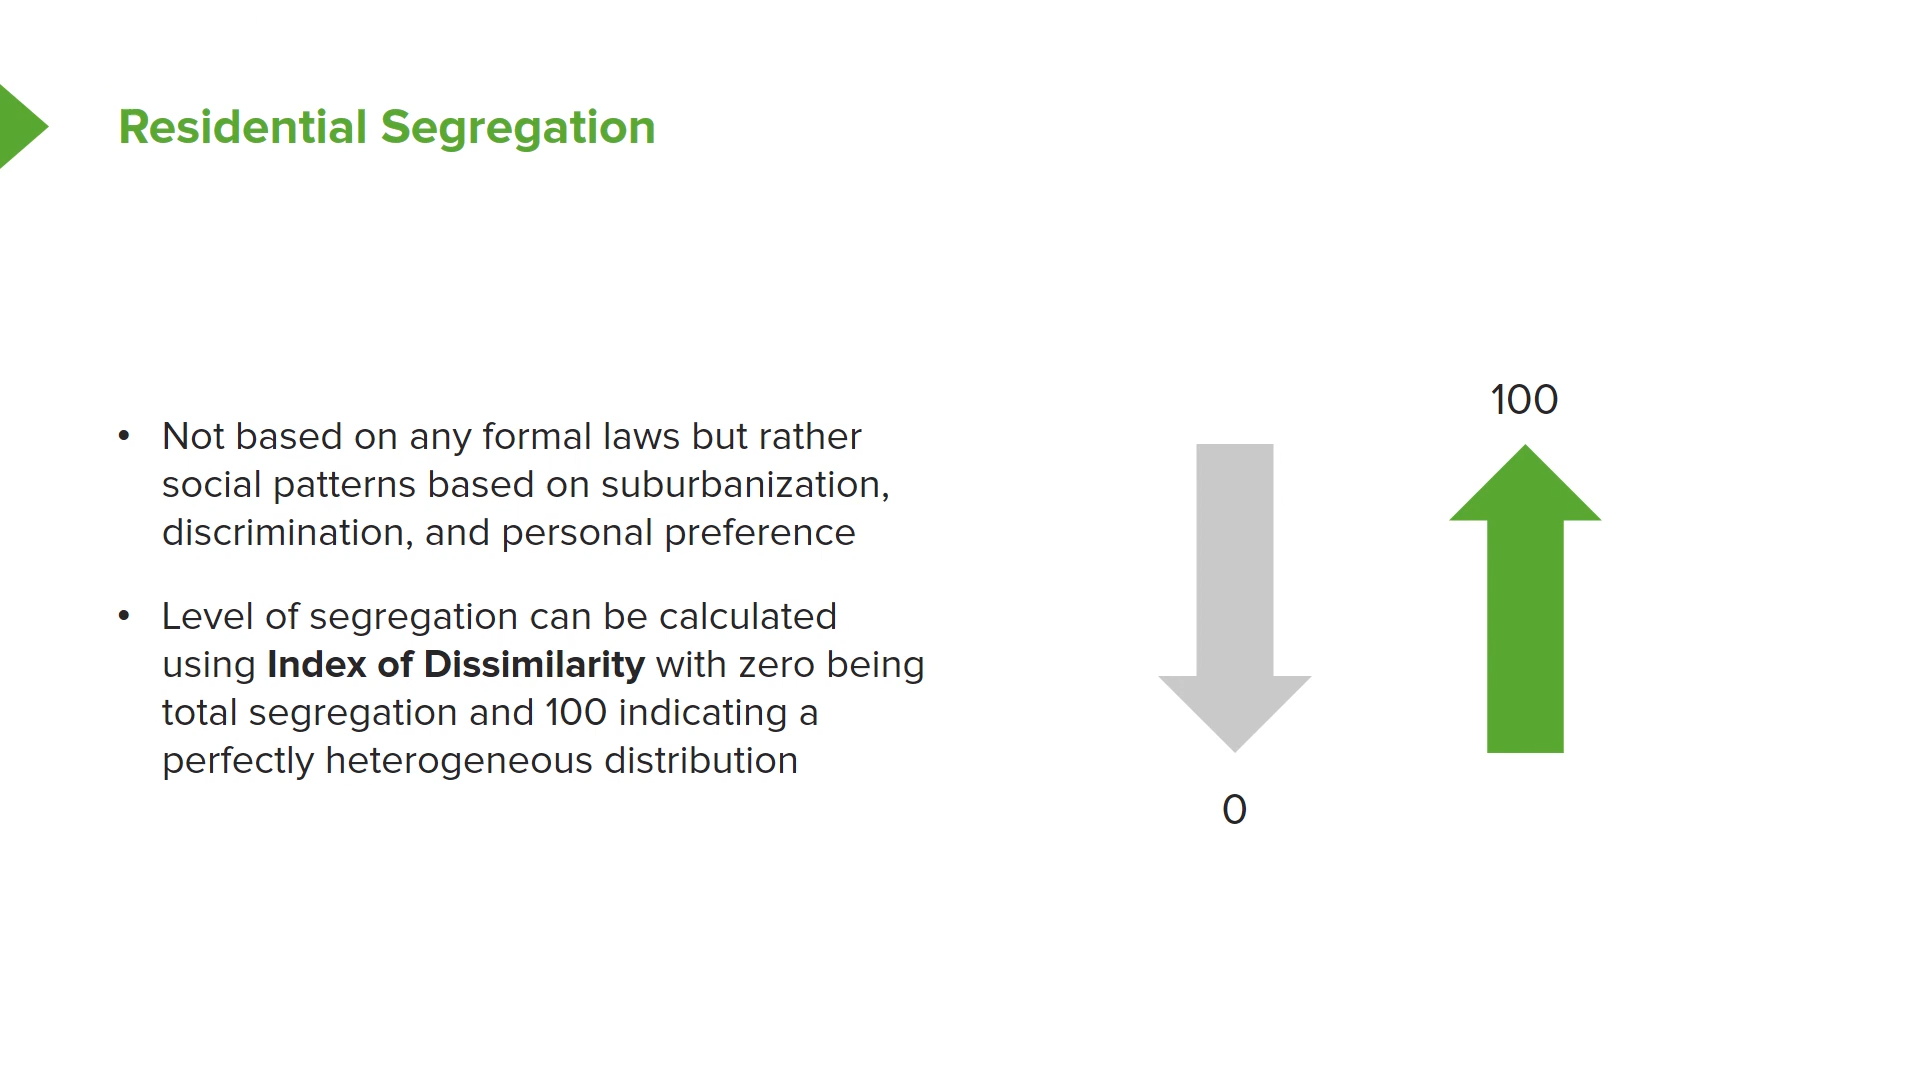 Residential Segregation
• Not based on any formal laws but rather
social patterns based on suburbanization,
discrimination, and personal preference
• Level of segregation can be calculated
using Index of Dissimilarity with zero being
total segregation and 100 indicating a
perfectly heterogeneous distribution
100
0